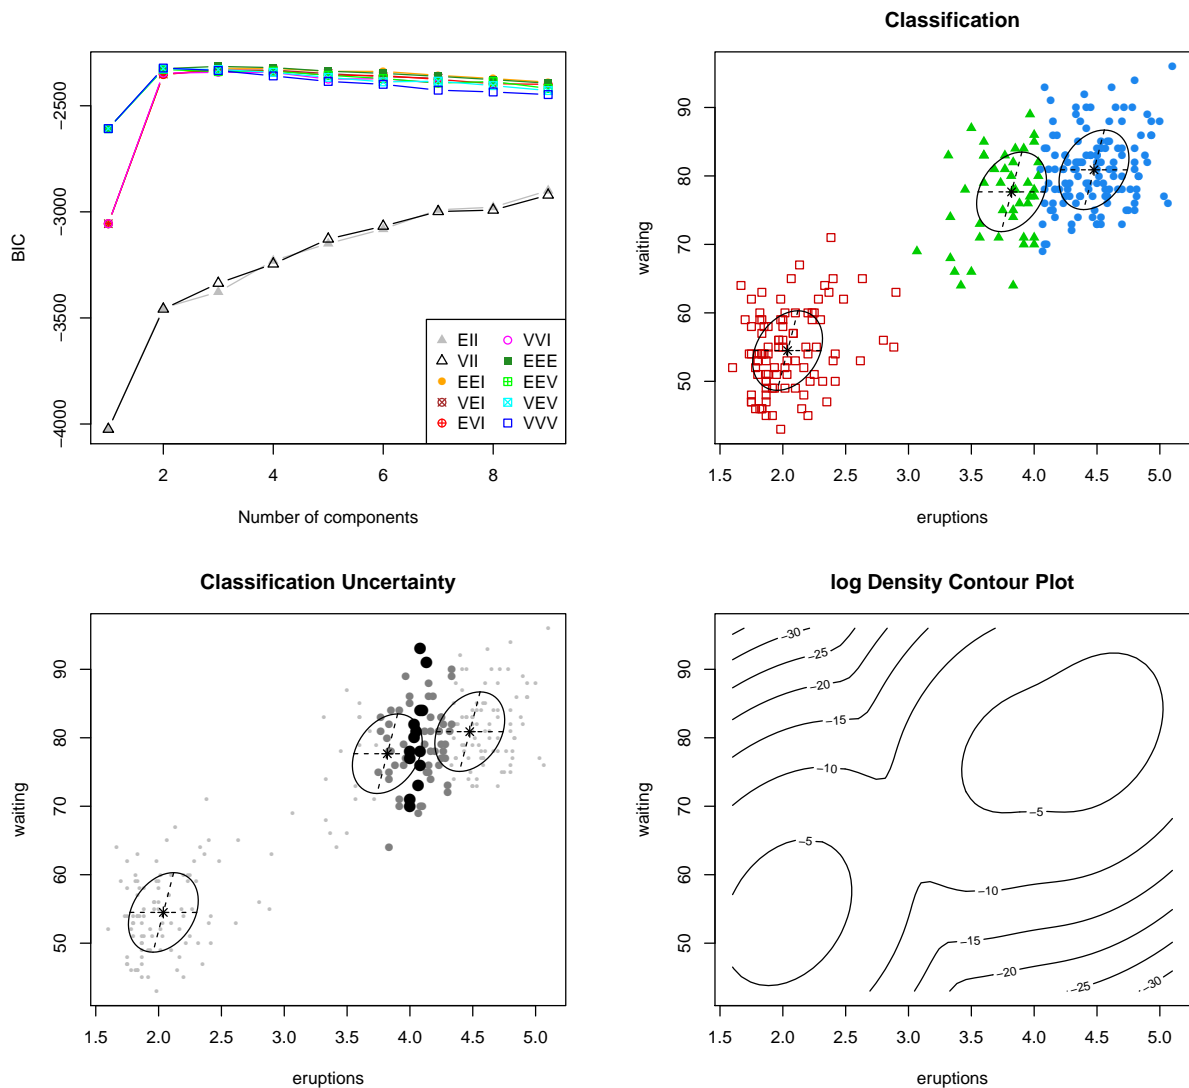 BIC
−2500
−3000
−3500
−4000
2 4 6 8
Number of components
EII
VII
EEI
VEI
EVI
VVI
EEE
EEV
VEV
VVV
Classification
waiting
90
80
70
60
50
1.5 2.0 2.5 3.0 3.5 4.0 4.5 5.0
eruptions
Classification Uncertainty
waiting
90
80
70
60
50
1.5 2.0 2.5 3.0 3.5 4.0 4.5 5.0
eruptions
log Density Contour Plot
waiting
90
80
70
60
50
−30
−25
−20
−15
−10
−5
−5
−10
−15
−20
−25
−30
1.5 2.0 2.5 3.0 3.5 4.0 4.5 5.0
eruptions